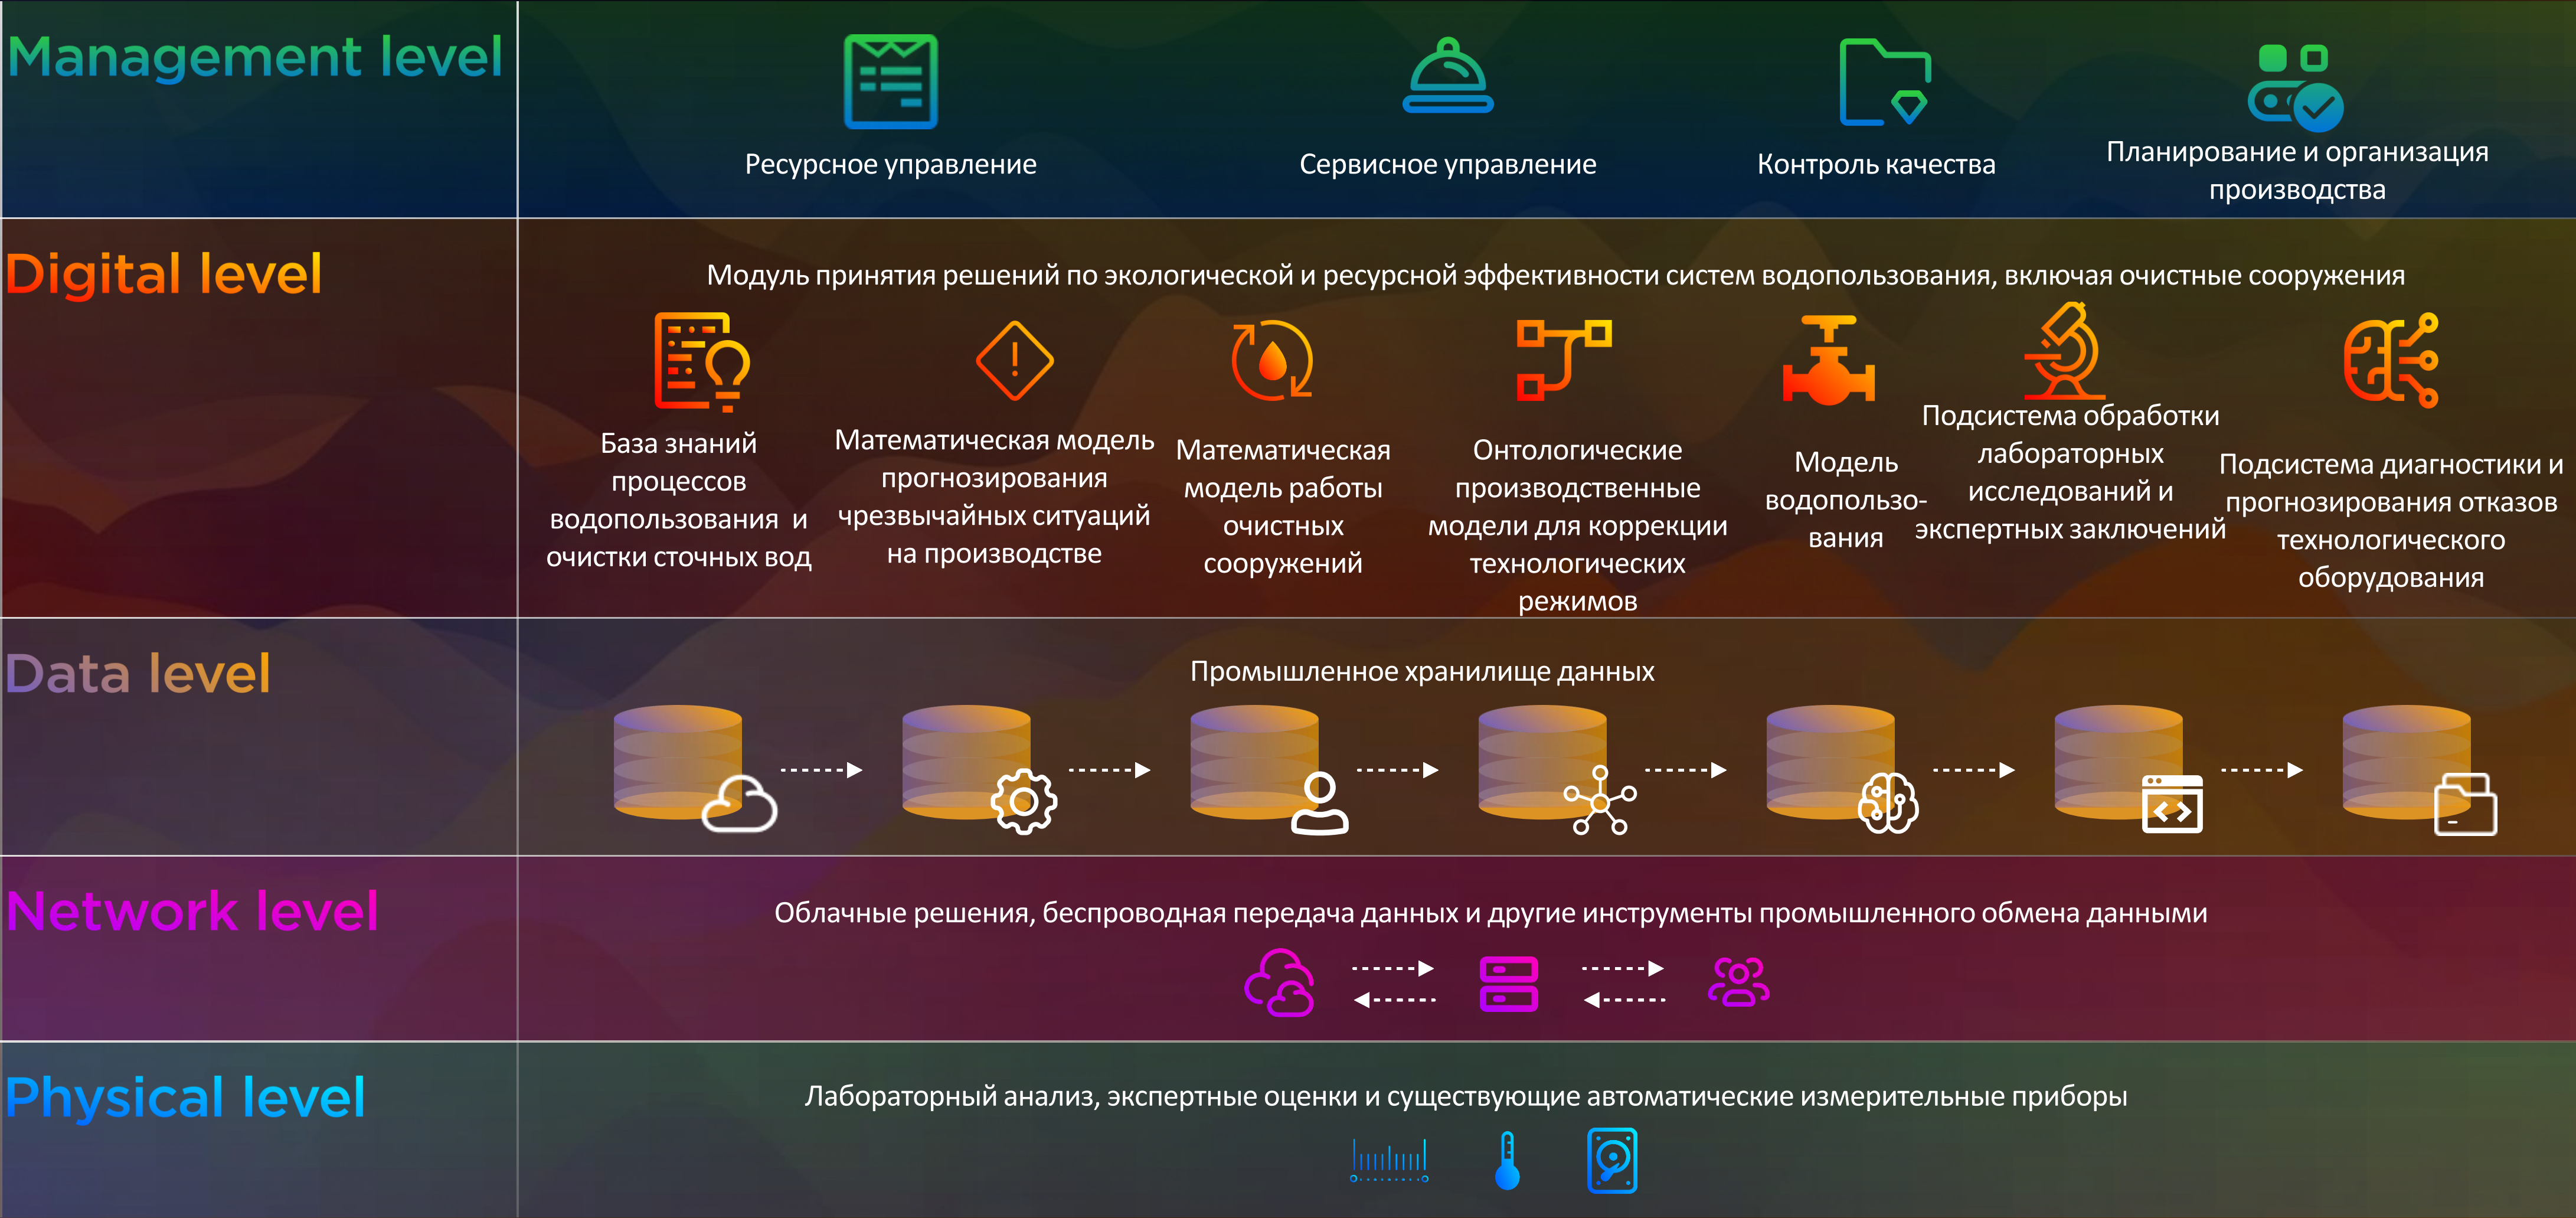 Management level
Ресурсное управление
Сервисное управление
Контроль качества
Планирование и организация
производства
Digital level
Модуль принятия решений по экологической и ресурсной эффективности систем водопользования, включая очистные сооружения
База знаний
процессов
водопользования и
очистки сточных вод
Математическая модель
прогнозирования
чрезвычайных ситуаций
на производстве
Математическая
модель работы
очистных
сооружений
Онтологические
производственные
модели для коррекции
технологических
режимов
Модель
водопользо-
вания
Подсистема обработки
лабораторных
исследований и
экспертных заключений
Подсистема диагностики и
прогнозирования отказов
технологического
оборудования
Data level
Промышленное хранилище данных
Network level
Облачные решения, беспроводная передача данных и другие инструменты промышленного обмена данными
Physical level
Лабораторный анализ, экспертные оценки и существующие автоматические измерительные приборы